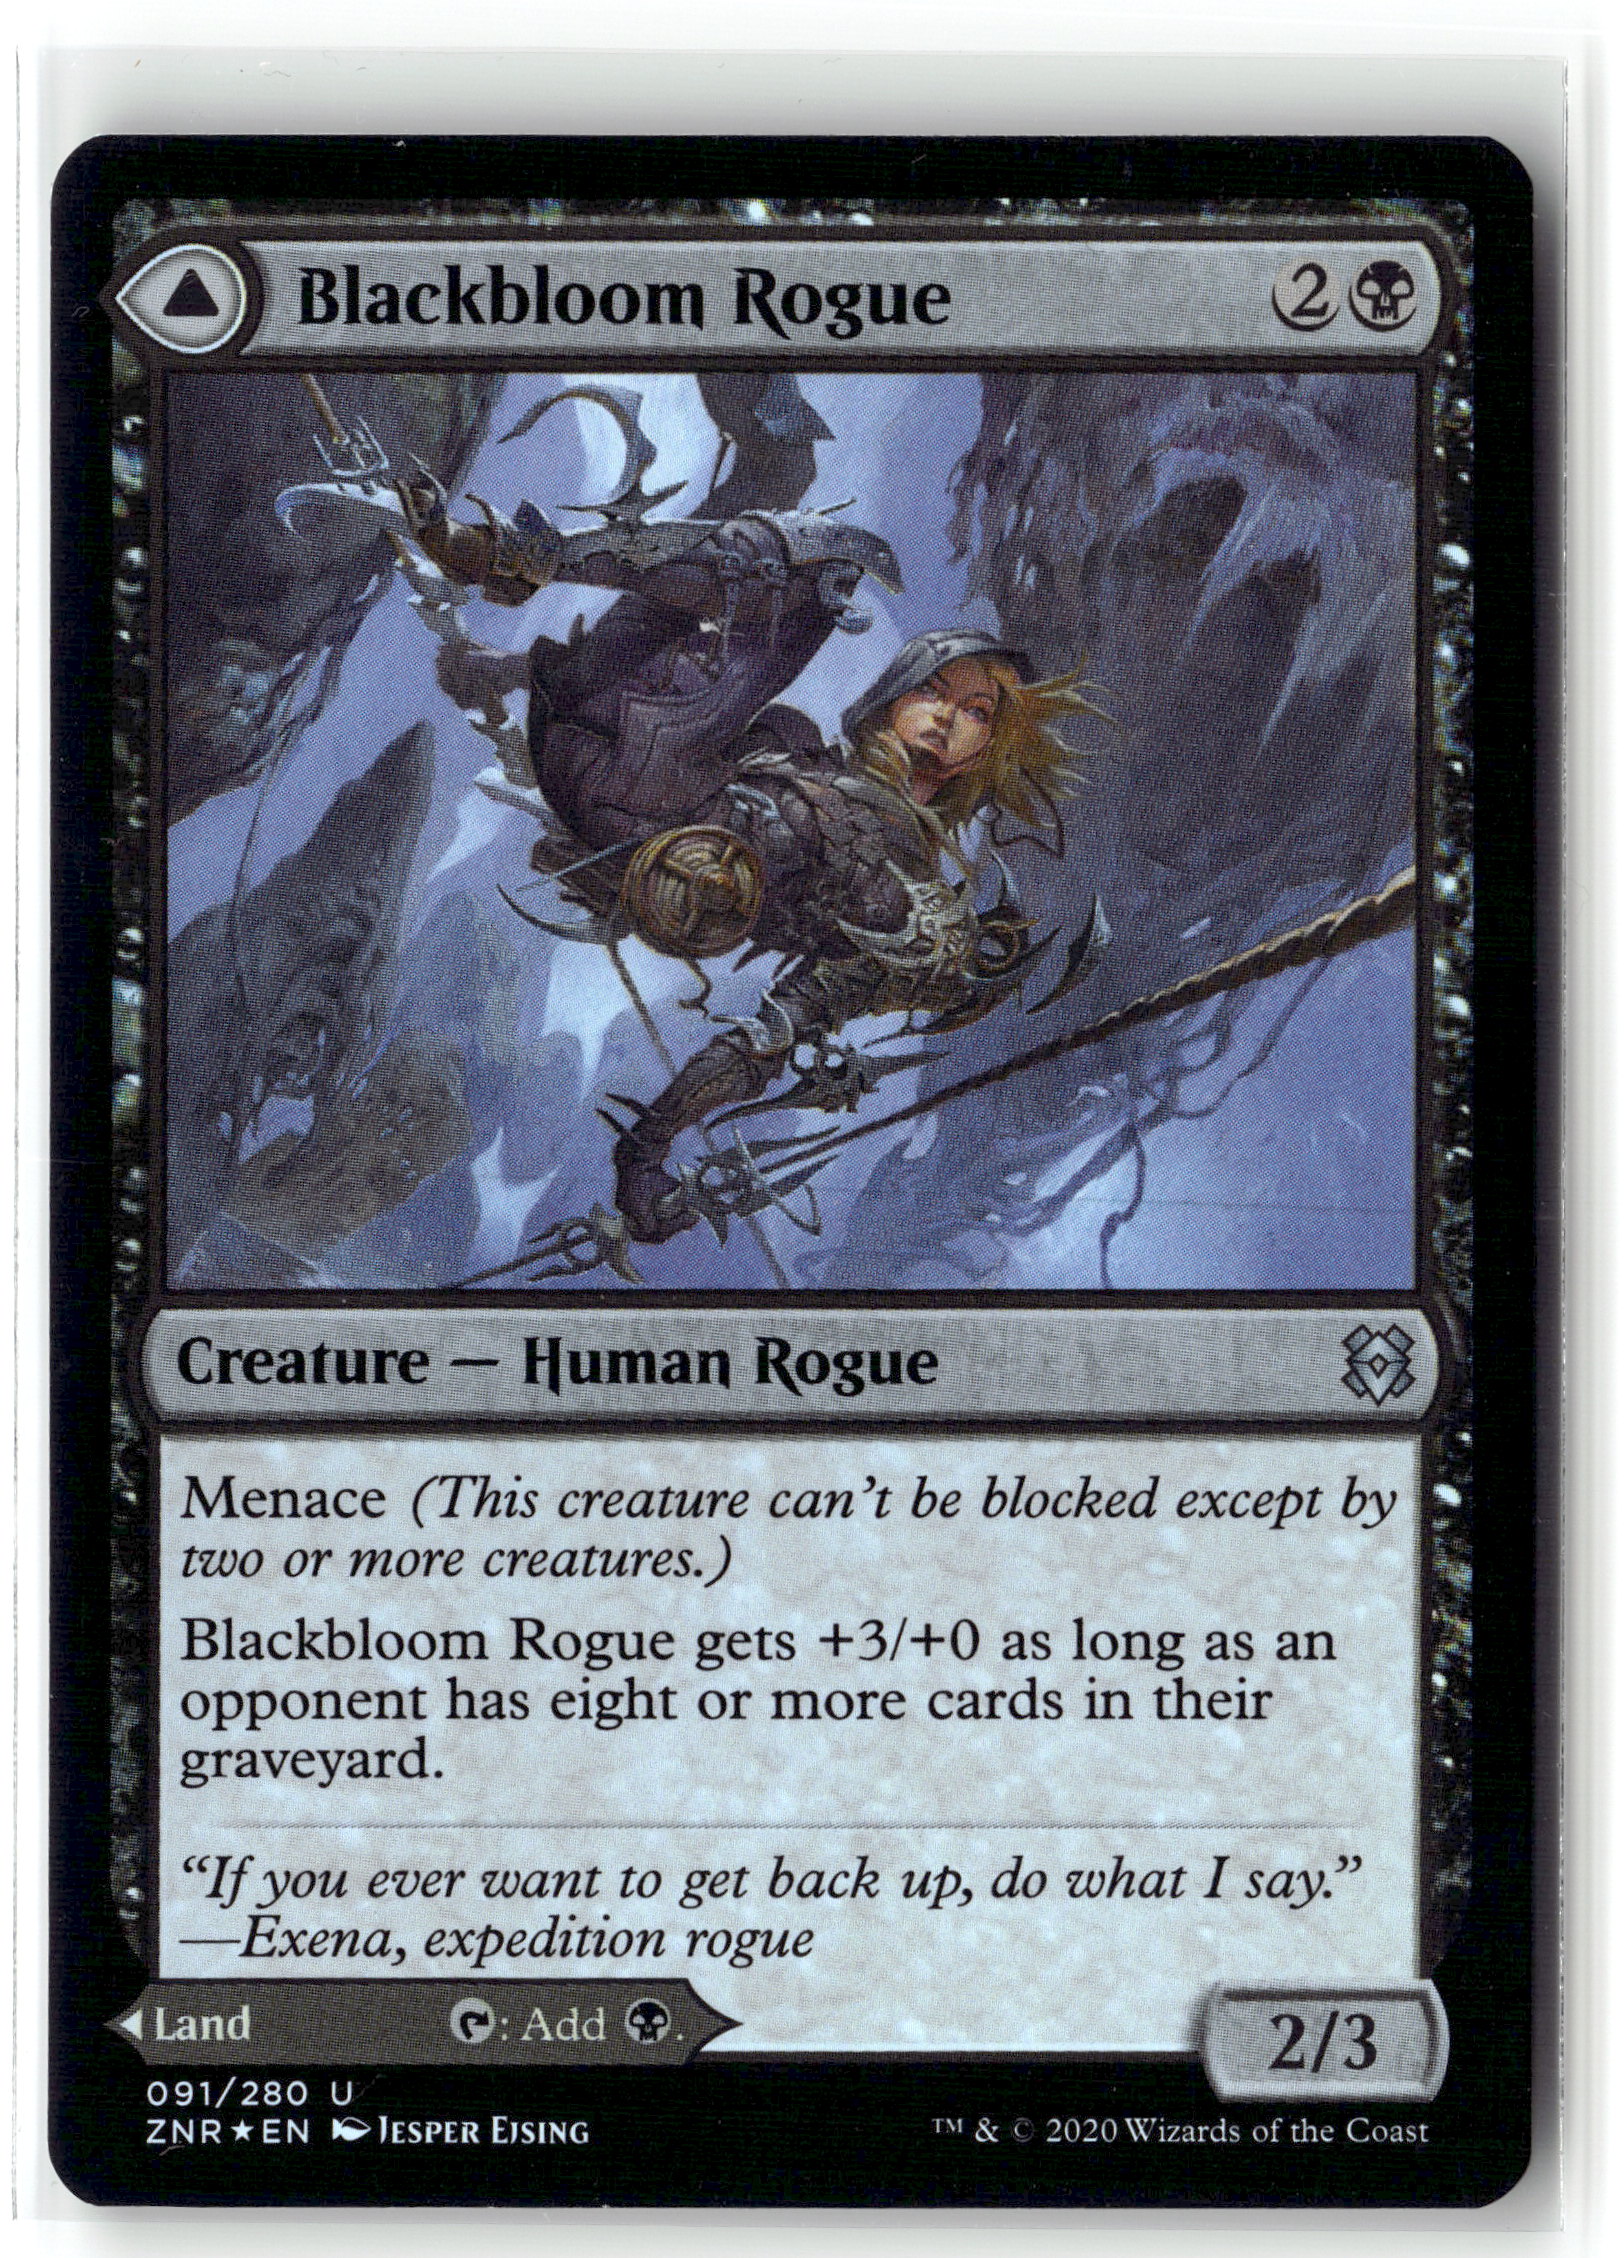 Blackbloom Rogue 2
Creature — Human Rogue
Menace (This creature can't be blocked except by
two or more creatures.)
Blackbloom Rogue gets +3/+0 as long as an
opponent has eight or more cards in their
graveyard.
"If you ever want to get back up, do what I say."
—Exena, expedition rogue
Land : Add .
2/3
091/280 U
ZNR★EN Jesper Ejsing
™ & © 2020 Wizards of the Coast